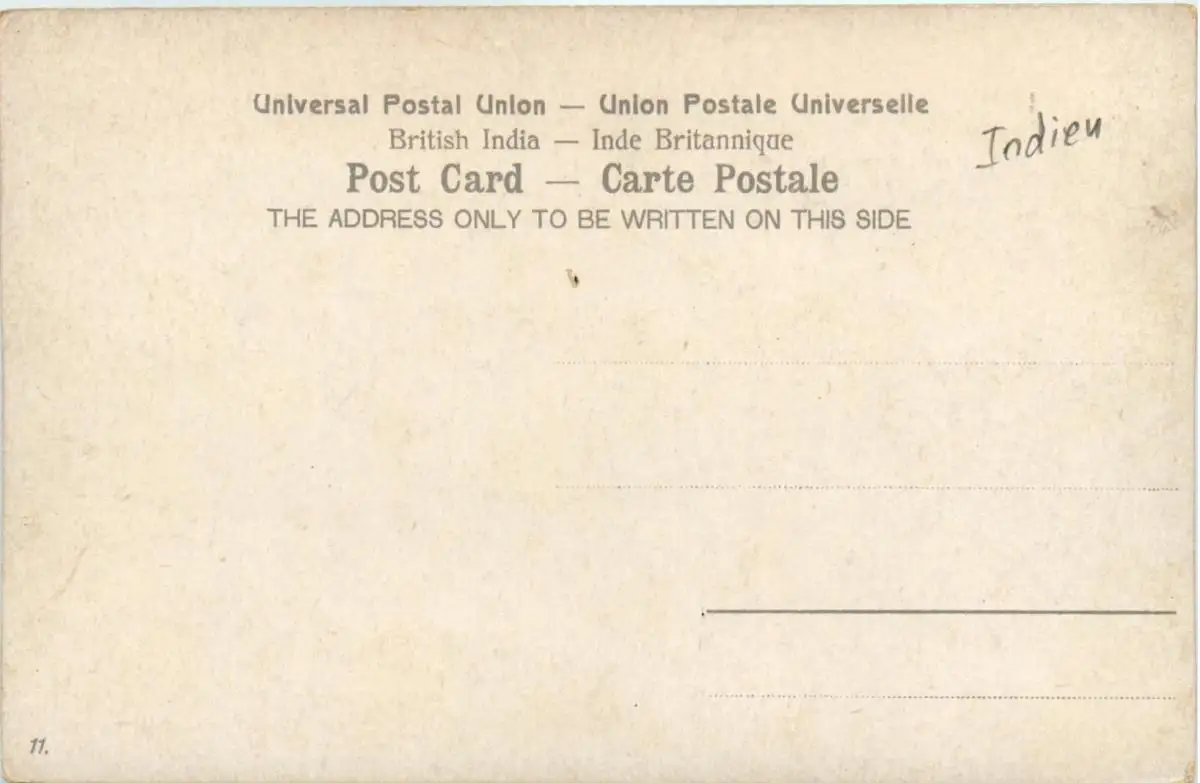 Universal Postal Union — Union Postale Universelle
British India — Inde Britannique
Post Card — Carte Postale
THE ADDRESS ONLY TO BE WRITTEN ON THIS SIDE
Indien
11.